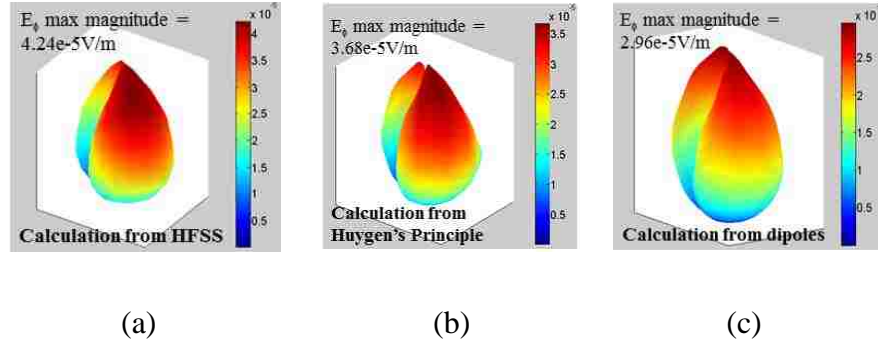 E_ϕ max magnitude =
4.24e-5V/m
x 10
4
3.5
3
2.5
2
1.5
1
0.5
Calculation from HFSS
E_ϕ max magnitude =
3.68e-5V/m
x 10
3.5
3
2.5
2
1.5
1
0.5
Calculation from
Huygen's Principle
E_ϕ max magnitude =
2.96e-5V/m
x 10
2.5
2
1.5
1
0.5
Calculation from dipoles
(a)
(b)
(c)